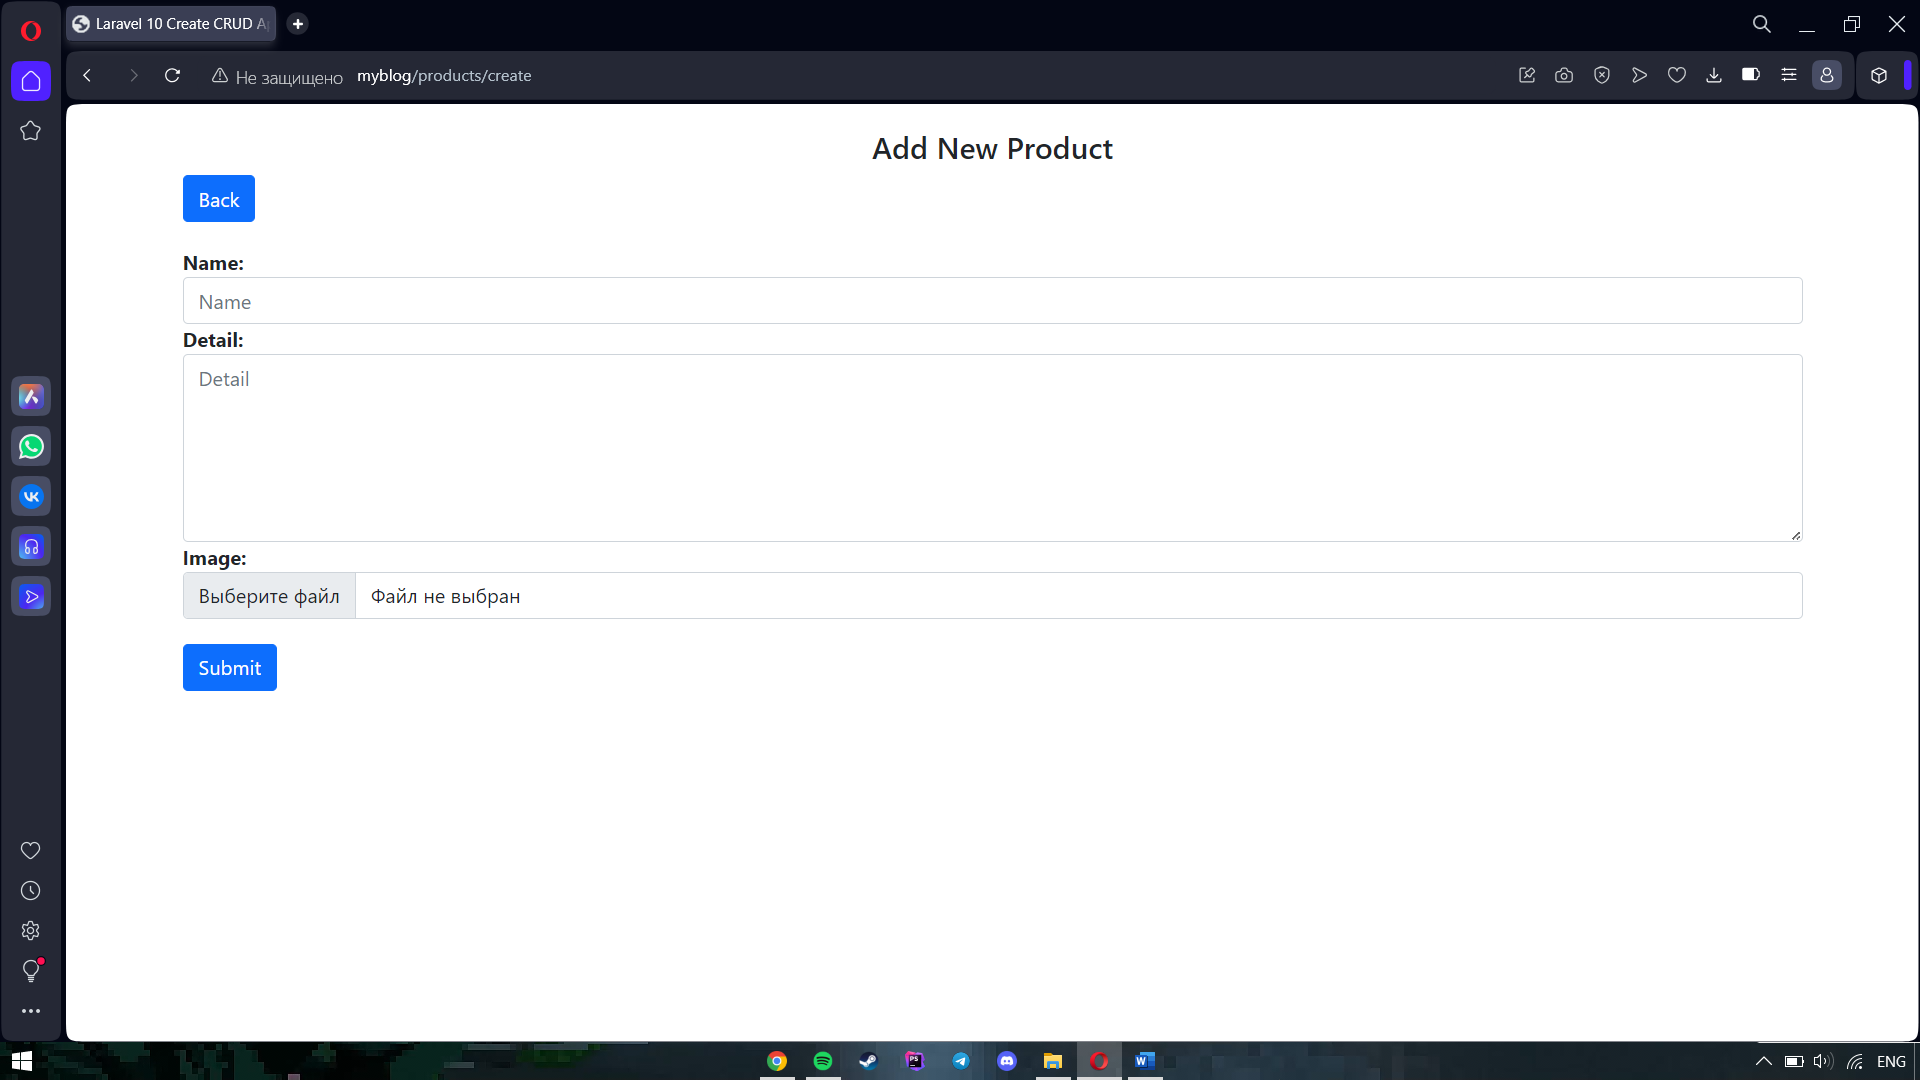 Laravel 10 Create CRUD A
Не защищено myblog/products/create
Add New Product
Back
Name:
Name
Detail:
Detail
Image:
Выберите файл Файл не выбран
Submit
ENG